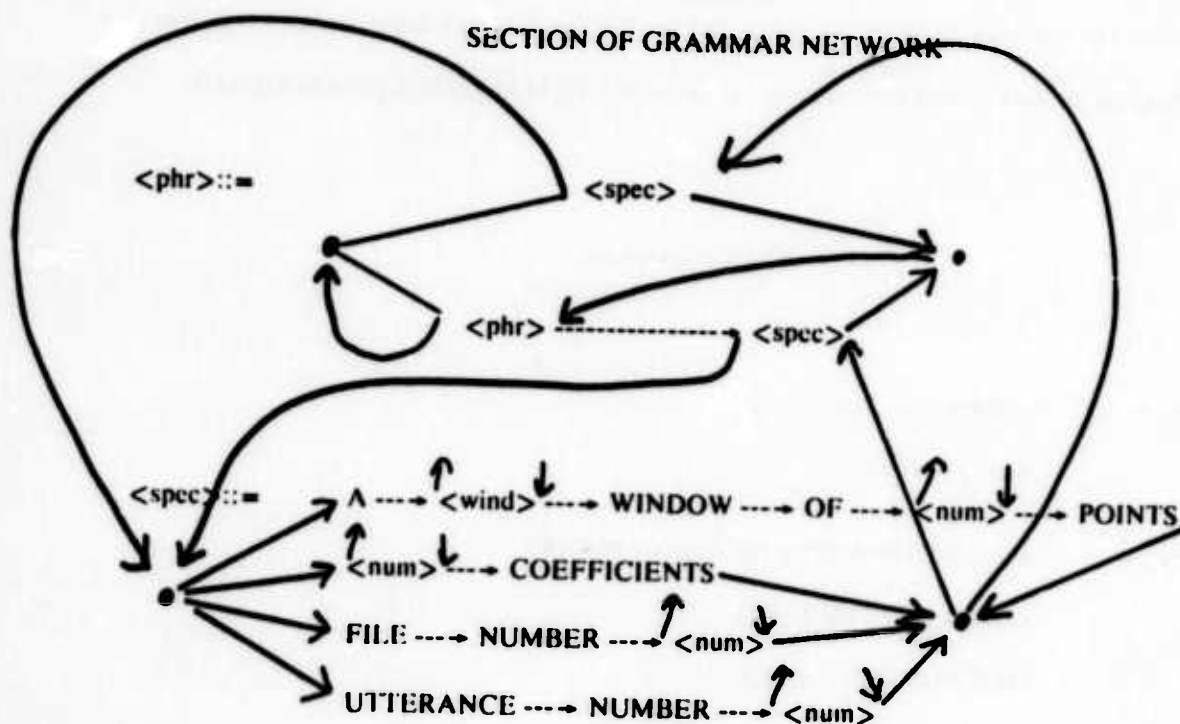 SECTION OF GRAMMAR NETWORK
<phr>::=
<spec>
<phr> -----------> <spec>
<spec>::=
A ----> <wind> ----> WINDOW ----> OF ----> <num> ----> POINTS
<num> ----> COEFFICIENTS
FILE ----> NUMBER ----> <num>
UTTERANCE ----> NUMBER ----> <num>